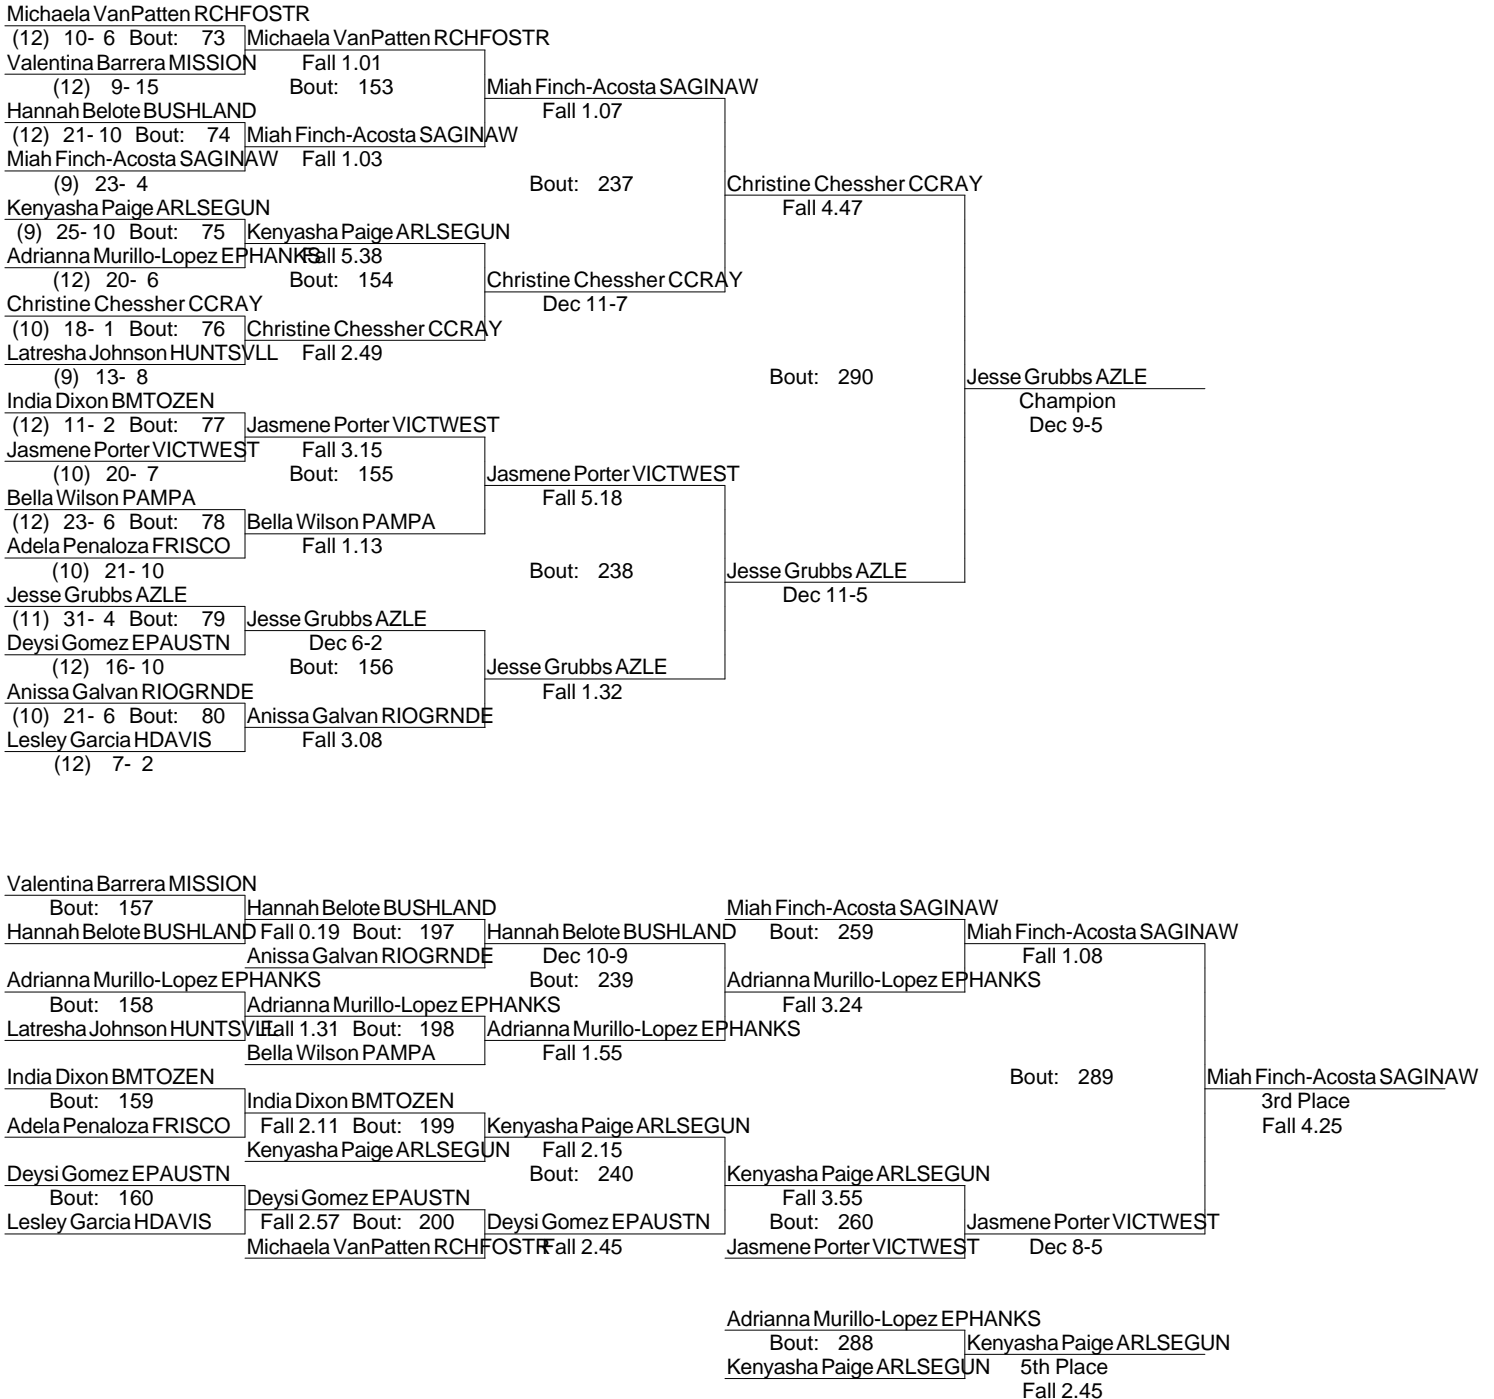 Michaela VanPatten RCHFOSTR
(12) 10- 6 Bout: 73 Michaela VanPatten RCHFOSTR
Valentina Barrera MISSION Fall 1.01
(12) 9- 15 Bout: 153 Miah Finch-Acosta SAGINAW
Hannah Belote BUSHLAND Fall 1.07
(12) 21- 10 Bout: 74 Miah Finch-Acosta SAGINAW
Miah Finch-Acosta SAGINAW Fall 1.03
(9) 23- 4 Bout: 237 Christine Chessher CCRAY
Kenyasha Paige ARLSEGUN Fall 4.47
(9) 25- 10 Bout: 75 Kenyasha Paige ARLSEGUN
Adrianna Murillo-Lopez EPHANKS Fall 5.38
(12) 20- 6 Bout: 154 Christine Chessher CCRAY
Christine Chessher CCRAY Dec 11-7
(10) 18- 1 Bout: 76 Christine Chessher CCRAY
Latresha Johnson HUNTSVLL Fall 2.49
(9) 13- 8 Bout: 290 Jesse Grubbs AZLE
India Dixon BMTOZEN Champion
(12) 11- 2 Bout: 77 Jasmene Porter VICTWEST Dec 9-5
Jasmene Porter VICTWEST Fall 3.15
(10) 20- 7 Bout: 155 Jasmene Porter VICTWEST
Bella Wilson PAMPA Fall 5.18
(12) 23- 6 Bout: 78 Bella Wilson PAMPA
Adela Penaloza FRISCO Fall 1.13
(10) 21- 10 Bout: 238 Jesse Grubbs AZLE
Jesse Grubbs AZLE Dec 11-5
(11) 31- 4 Bout: 79 Jesse Grubbs AZLE
Deysi Gomez EPAUSTN Dec 6-2
(12) 16- 10 Bout: 156 Jesse Grubbs AZLE
Anissa Galvan RIOGRNDE Fall 1.32
(10) 21- 6 Bout: 80 Anissa Galvan RIOGRNDE
Lesley Garcia HDAVIS Fall 3.08
(12) 7- 2
Valentina Barrera MISSION
Bout: 157 Hannah Belote BUSHLAND Miah Finch-Acosta SAGINAW
Hannah Belote BUSHLAND Fall 0.19 Bout: 197 Hannah Belote BUSHLAND Bout: 259 Miah Finch-Acosta SAGINAW
Anissa Galvan RIOGRNDE Dec 10-9 Fall 1.08
Adrianna Murillo-Lopez EPHANKS Bout: 239 Adrianna Murillo-Lopez EPHANKS
Bout: 158 Adrianna Murillo-Lopez EPHANKS Fall 3.24
Latresha Johnson HUNTSVLL Fall 1.31 Bout: 198 Adrianna Murillo-Lopez EPHANKS
Bella Wilson PAMPA Fall 1.55
India Dixon BMTOZEN Bout: 289 Miah Finch-Acosta SAGINAW
Bout: 159 India Dixon BMTOZEN 3rd Place
Adela Penaloza FRISCO Fall 2.11 Bout: 199 Kenyasha Paige ARLSEGUN Fall 4.25
Kenyasha Paige ARLSEGUN Fall 2.15
Deysi Gomez EPAUSTN Bout: 240 Kenyasha Paige ARLSEGUN
Bout: 160 Deysi Gomez EPAUSTN Fall 3.55
Lesley Garcia HDAVIS Fall 2.57 Bout: 200 Deysi Gomez EPAUSTN Bout: 260 Jasmene Porter VICTWEST
Michaela VanPatten RCHFOSTR Fall 2.45 Jasmene Porter VICTWEST Dec 8-5
Adrianna Murillo-Lopez EPHANKS
Bout: 288 Kenyasha Paige ARLSEGUN
Kenyasha Paige ARLSEGUN 5th Place
Fall 2.45